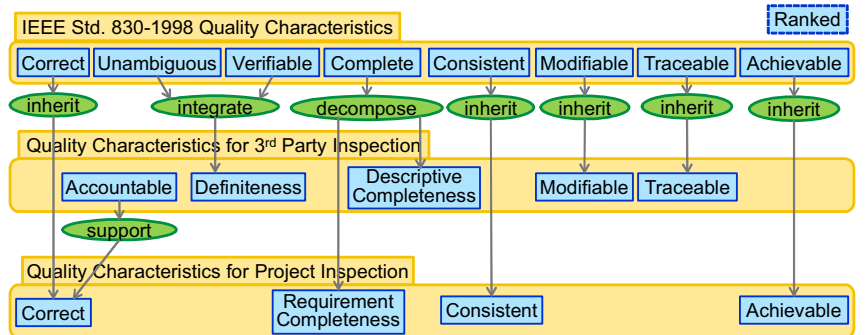 IEEE Std. 830-1998 Quality Characteristics
Ranked
Correct Unambiguous Verifiable Complete Consistent Modifiable Traceable Achievable
inherit integrate decompose inherit inherit inherit inherit
Quality Characteristics for 3rd Party Inspection
Accountable Definiteness Descriptive Completeness Modifiable Traceable
support
Quality Characteristics for Project Inspection
Correct Requirement Completeness Consistent Achievable